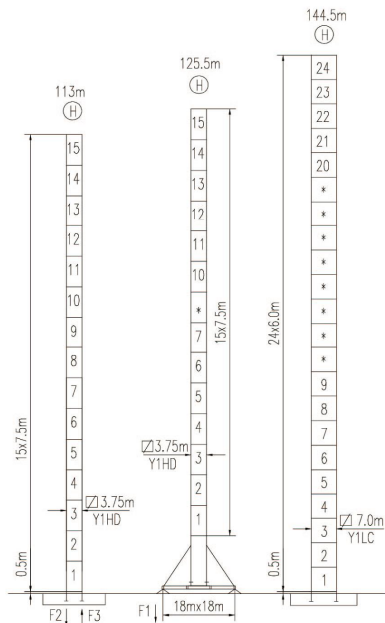 113m
H
15
14
13
12
11
10
9
8
7
6
5
4
3
2
1
15x7.5m
0.5m
3.75m
Y1HD
F2
F3
125.5m
H
15
14
13
12
11
10
*
7
6
5
4
3
2
1
15x7.5m
3.75m
Y1HD
F1
18mx18m
144.5m
H
24
23
22
21
20
*
*
*
*
*
*
*
*
9
8
7
6
5
4
3
2
1
24x6.0m
0.5m
7.0m
Y1LC